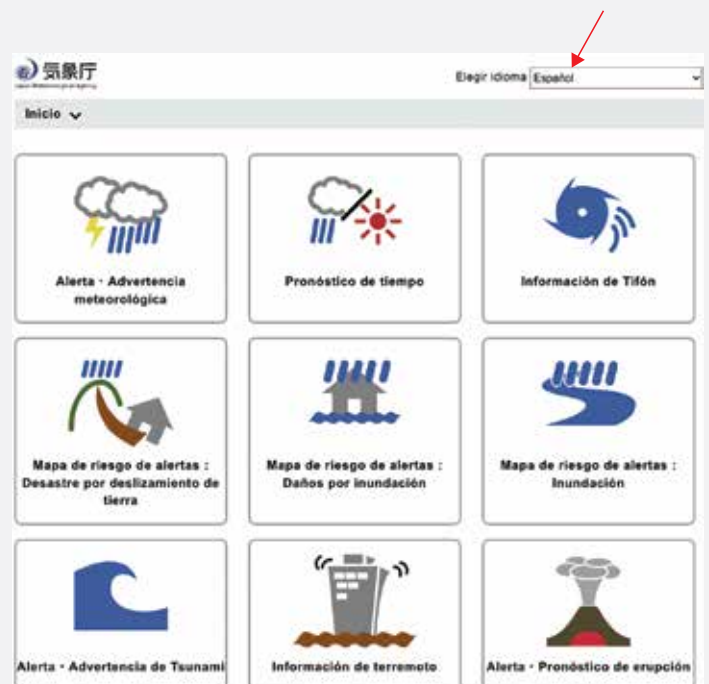 気象庁
Elegir idioma Español
Inicio
Alerta・Advertencia
meteorológica
Pronóstico de tiempo
Información de Tifón
Mapa de riesgo de alertas :
Desastre por deslizamiento de
tierra
Mapa de riesgo de alertas :
Daños por inundación
Mapa de riesgo de alertas :
Inundación
Alerta・Advertencia de Tsunami
Información de terremoto
Alerta・Pronóstico de erupción